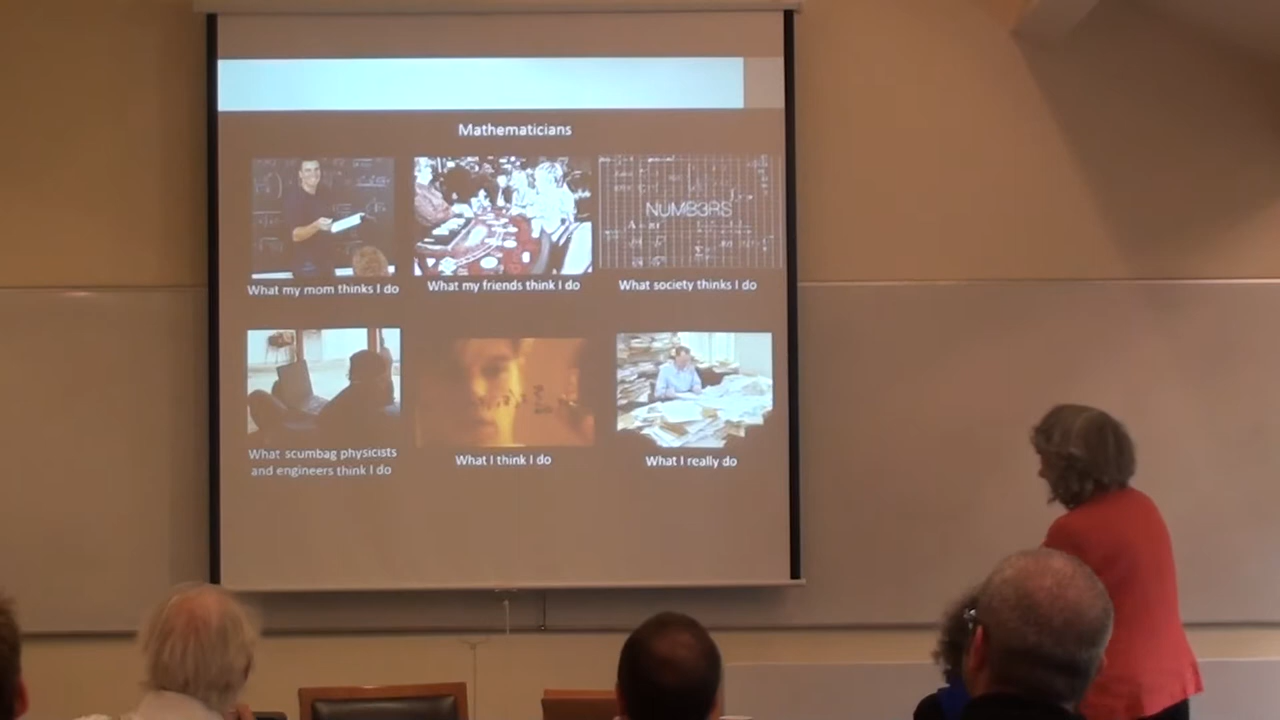 Mathematicians
NUMB3RS
What my mom thinks I do
What my friends think I do
What society thinks I do
What scumbag physicists
and engineers think I do
What I think I do
What I really do